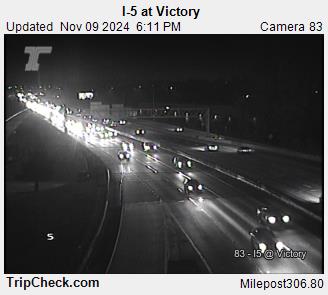 I-5 at Victory
Updated Nov 09 2024 6:11 PM Camera 83
T
S
83 - I5 @ Victory
TripCheck.com Milepost306.80